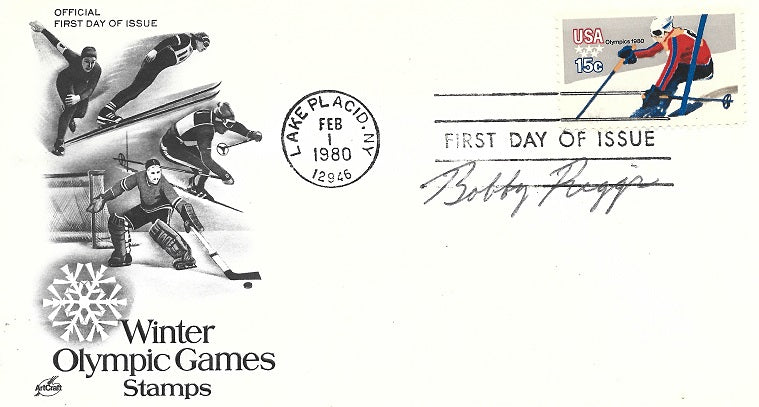 OFFICIAL
FIRST DAY OF ISSUE
USA
Olympics 1980
15c
LAKE PLACID, NY
FEB
1
1980
12946
FIRST DAY OF ISSUE
Bobby Riggs
Winter
Olympic Games
Stamps
ArtCraft